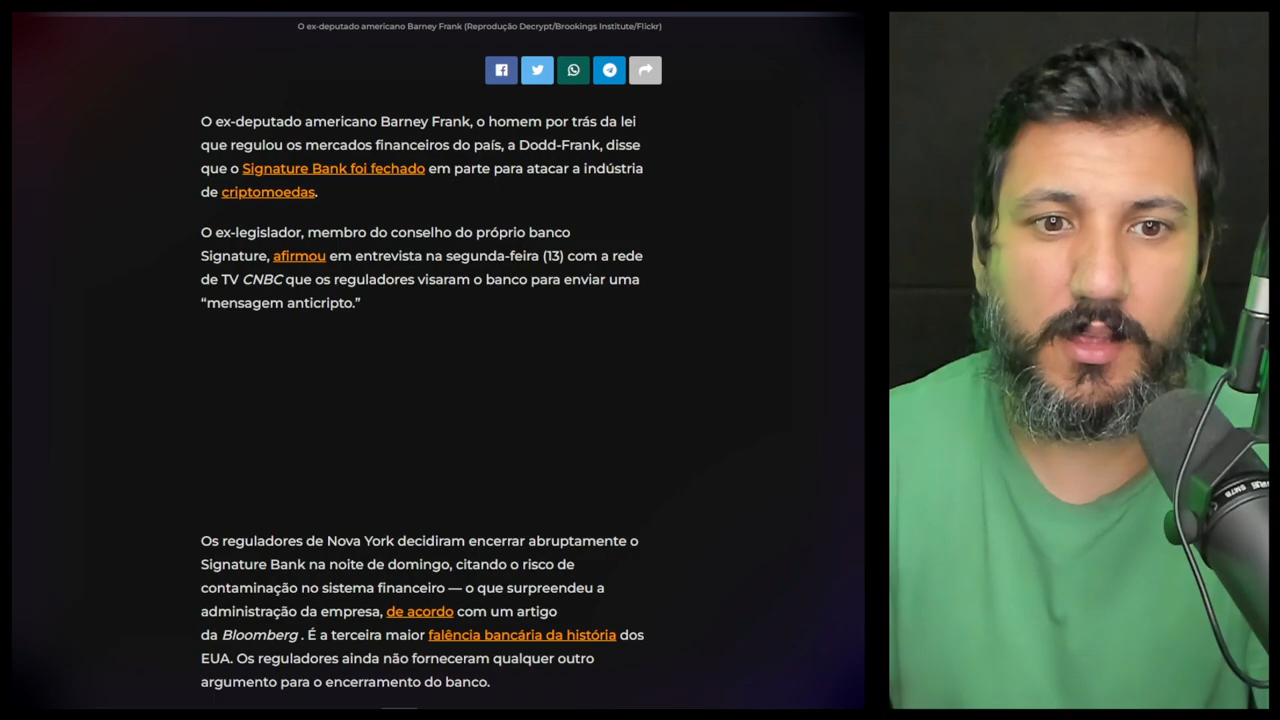 O ex-deputado americano Barney Frank (Reprodução Decrypt/Brookings Institute/Flickr)
O ex-deputado americano Barney Frank, o homem por trás da lei
que regulou os mercados financeiros do país, a Dodd-Frank, disse
que o Signature Bank foi fechado em parte para atacar a indústria
de criptomoedas.
O ex-legislador, membro do conselho do próprio banco
Signature, afirmou em entrevista na segunda-feira (13) com a rede
de TV CNBC que os reguladores visaram o banco para enviar uma
“mensagem anticripto.”
Os reguladores de Nova York decidiram encerrar abruptamente o
Signature Bank na noite de domingo, citando o risco de
contaminação no sistema financeiro — o que surpreendeu a
administração da empresa, de acordo com um artigo
da Bloomberg . É a terceira maior falência bancária da história dos
EUA. Os reguladores ainda não forneceram qualquer outro
argumento para o encerramento do banco.
SM7B